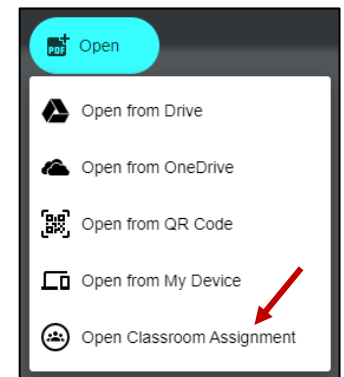 PDF Open
Open from Drive
Open from OneDrive
Open from QR Code
Open from My Device
Open Classroom Assignment